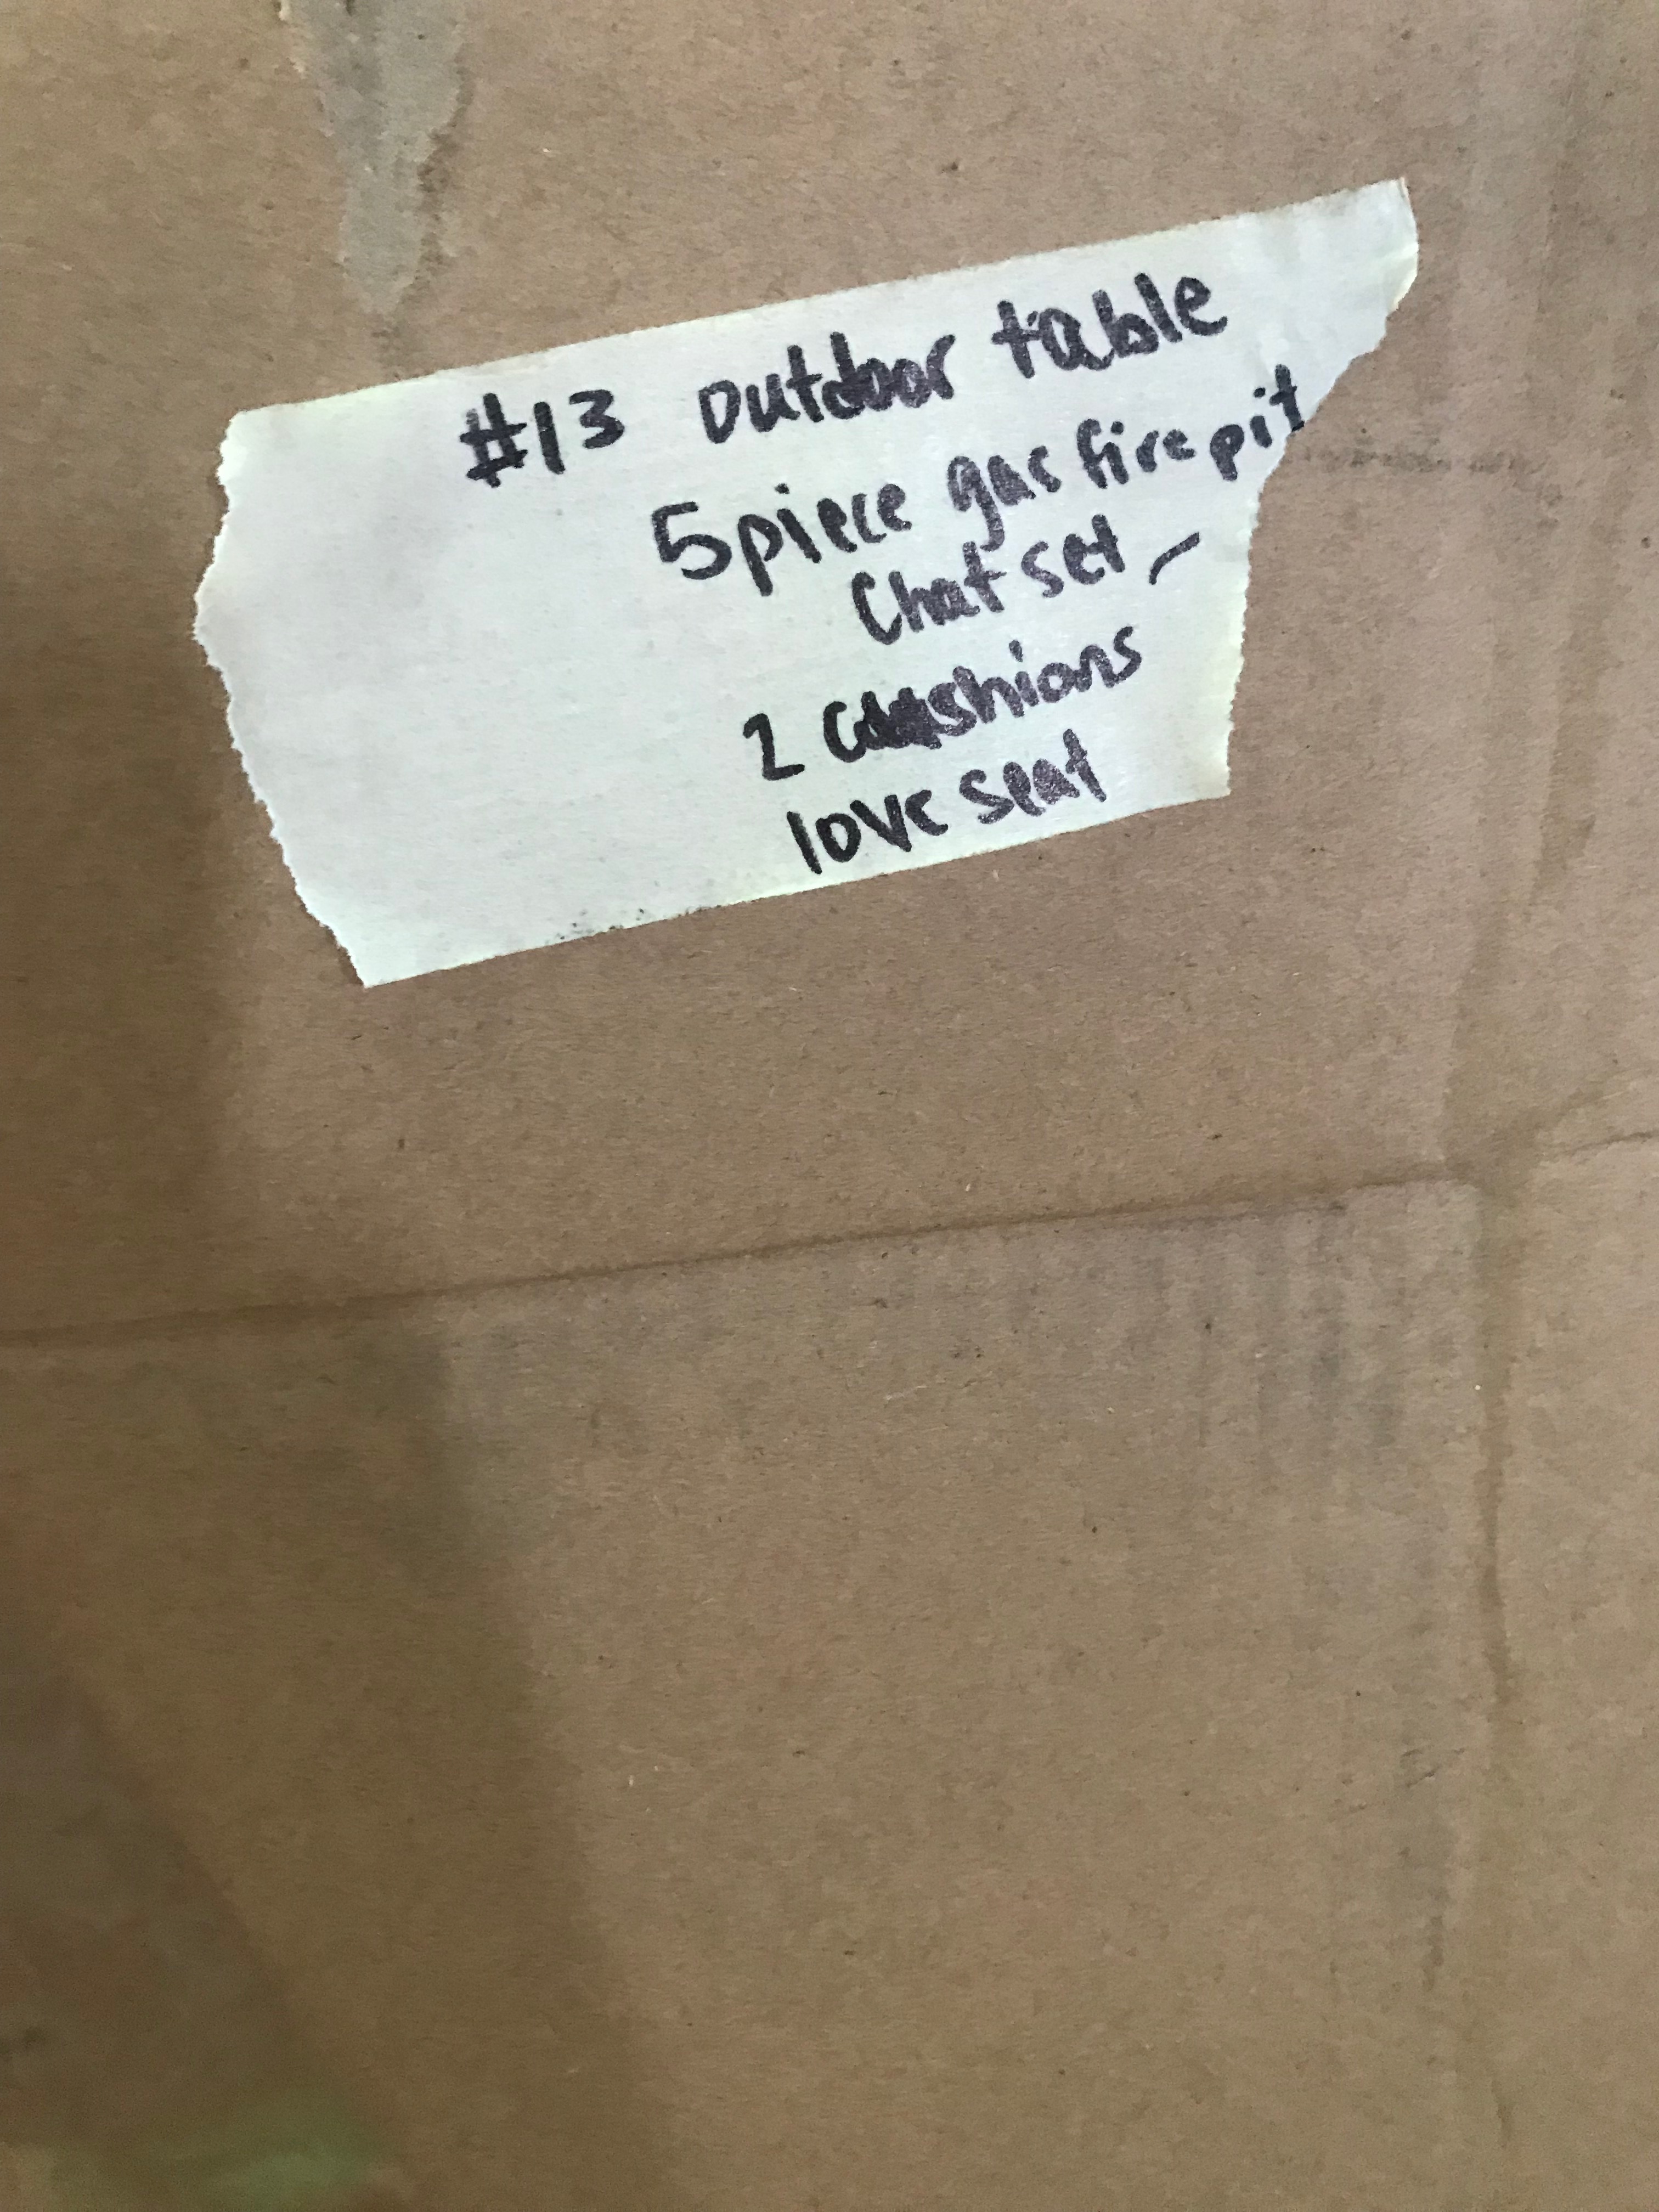 #13 outdoor table
5piece gas fire pit
Chat set -
2 cushions
love seat